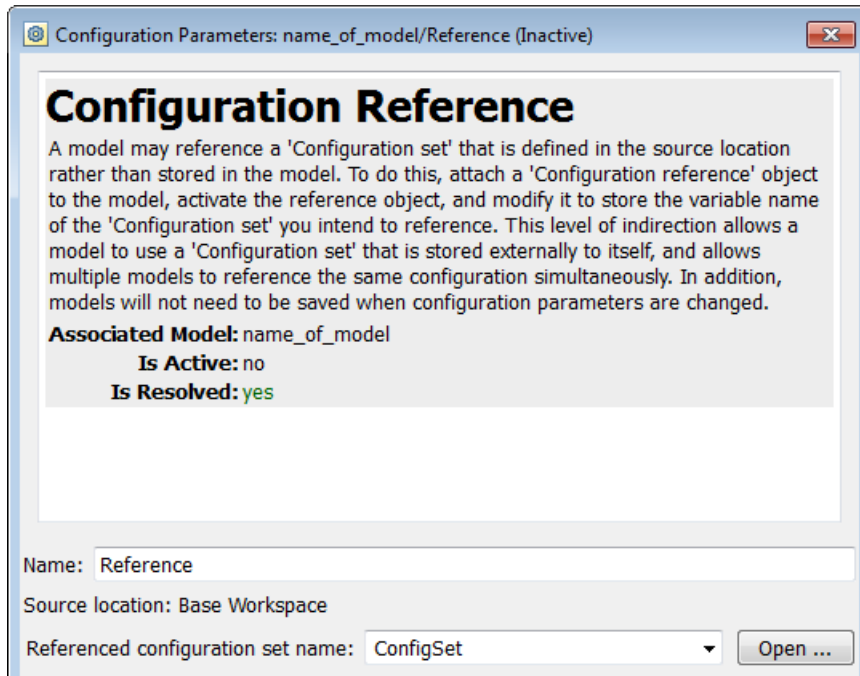 Configuration Parameters: name_of_model/Reference (Inactive)
Configuration Reference
A model may reference a 'Configuration set' that is defined in the source location
rather than stored in the model. To do this, attach a 'Configuration reference' object
to the model, activate the reference object, and modify it to store the variable name
of the 'Configuration set' you intend to reference. This level of indirection allows a
model to use a 'Configuration set' that is stored externally to itself, and allows
multiple models to reference the same configuration simultaneously. In addition,
models will not need to be saved when configuration parameters are changed.
Associated Model: name_of_model
Is Active: no
Is Resolved: yes
Name: Reference
Source location: Base Workspace
Referenced configuration set name: ConfigSet Open ...